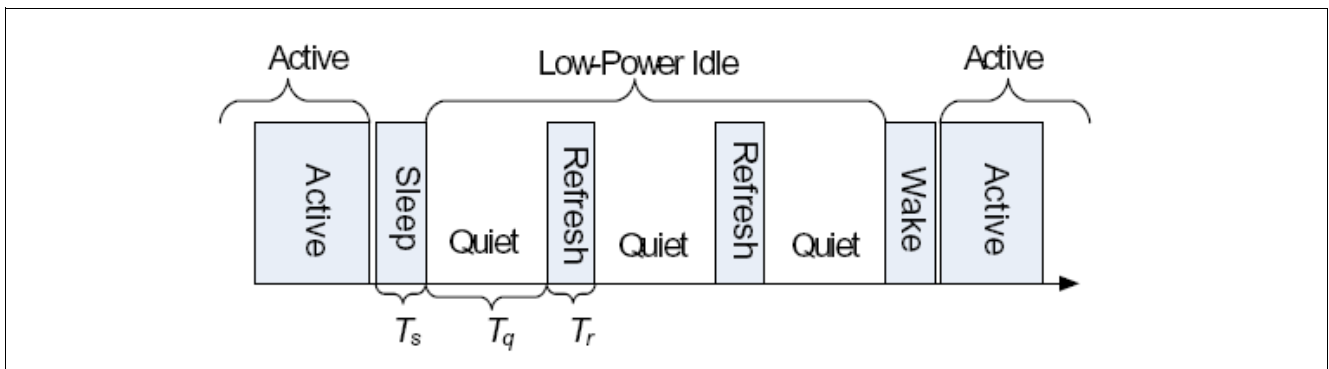 Active
Low-Power Idle
Active
Active
Sleep
Quiet
Refresh
Quiet
Refresh
Quiet
Wake
Active
Ts
Tq
Tr